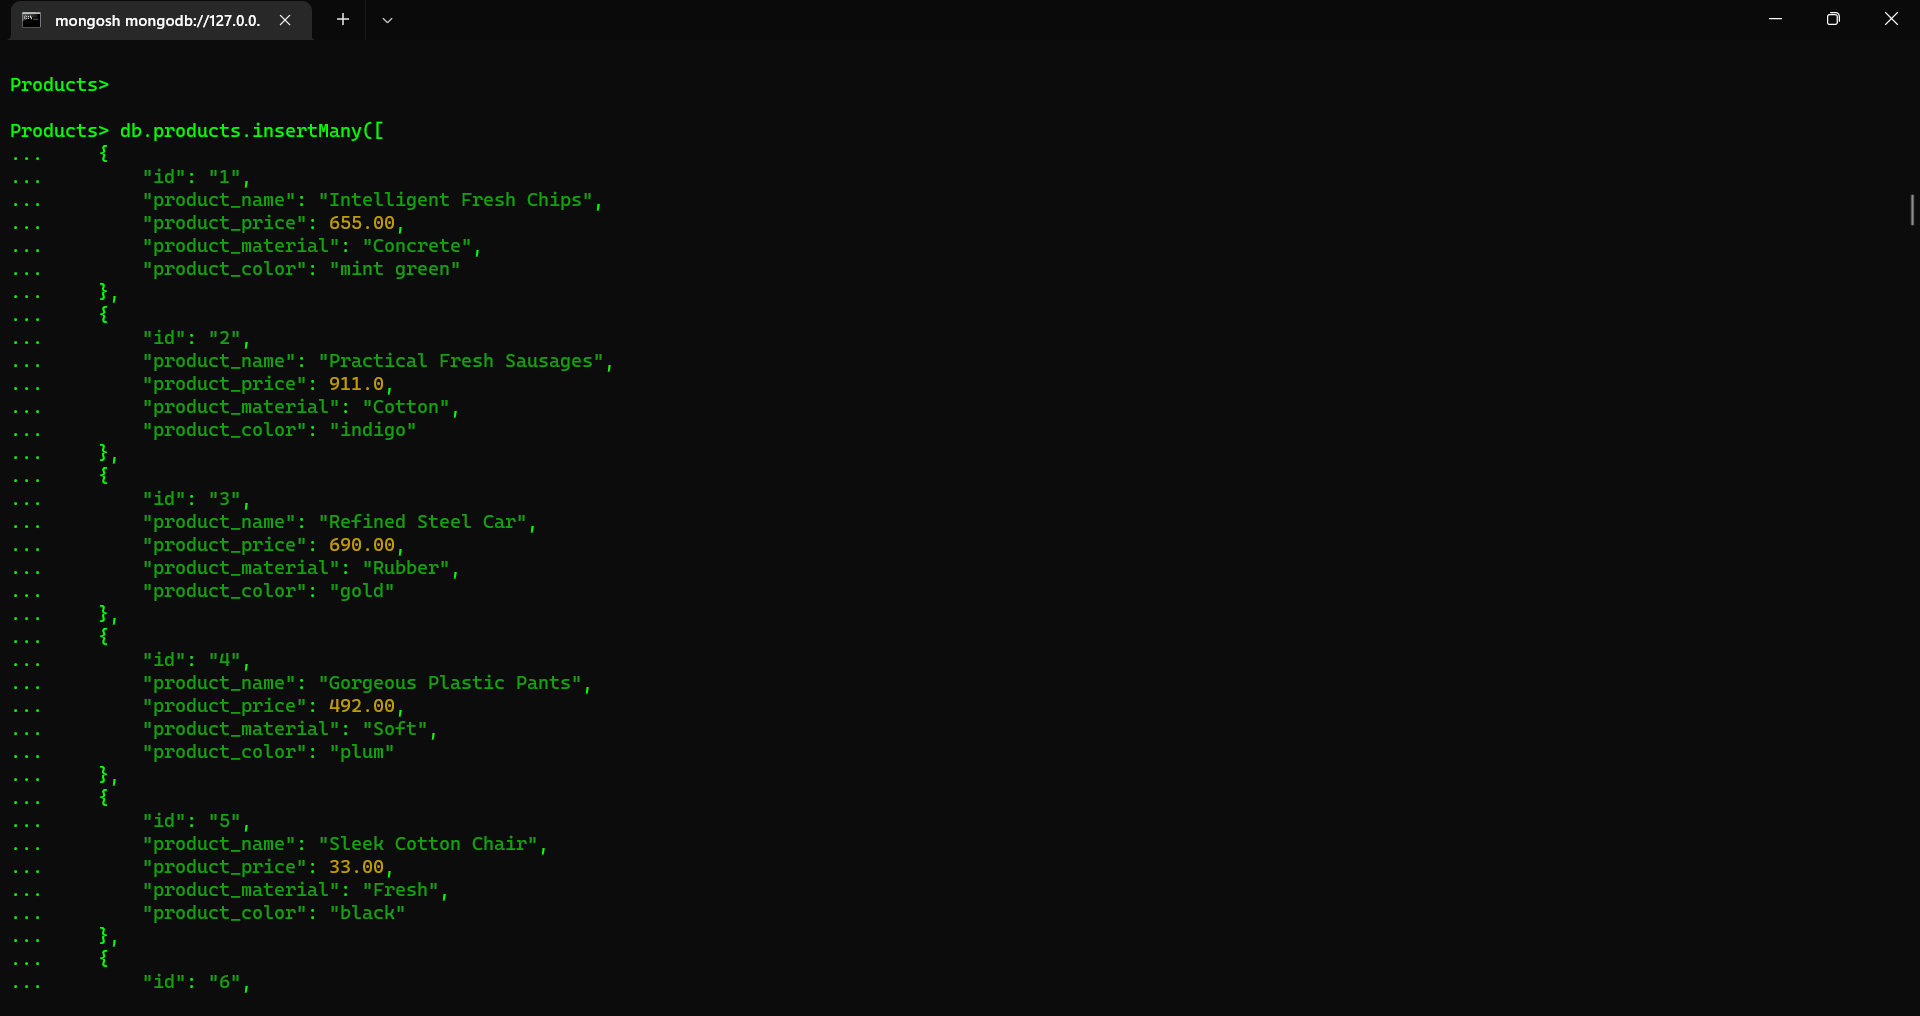 mongosh mongodb://127.0.0.
Products>
Products> db.products.insertMany([
...     {
...         "id": "1",
...         "product_name": "Intelligent Fresh Chips",
...         "product_price": 655.00,
...         "product_material": "Concrete",
...         "product_color": "mint green"
...     },
...     {
...         "id": "2",
...         "product_name": "Practical Fresh Sausages",
...         "product_price": 911.0,
...         "product_material": "Cotton",
...         "product_color": "indigo"
...     },
...     {
...         "id": "3",
...         "product_name": "Refined Steel Car",
...         "product_price": 690.00,
...         "product_material": "Rubber",
...         "product_color": "gold"
...     },
...     {
...         "id": "4",
...         "product_name": "Gorgeous Plastic Pants",
...         "product_price": 492.00,
...         "product_material": "Soft",
...         "product_color": "plum"
...     },
...     {
...         "id": "5",
...         "product_name": "Sleek Cotton Chair",
...         "product_price": 33.00,
...         "product_material": "Fresh",
...         "product_color": "black"
...     },
...     {
...         "id": "6",